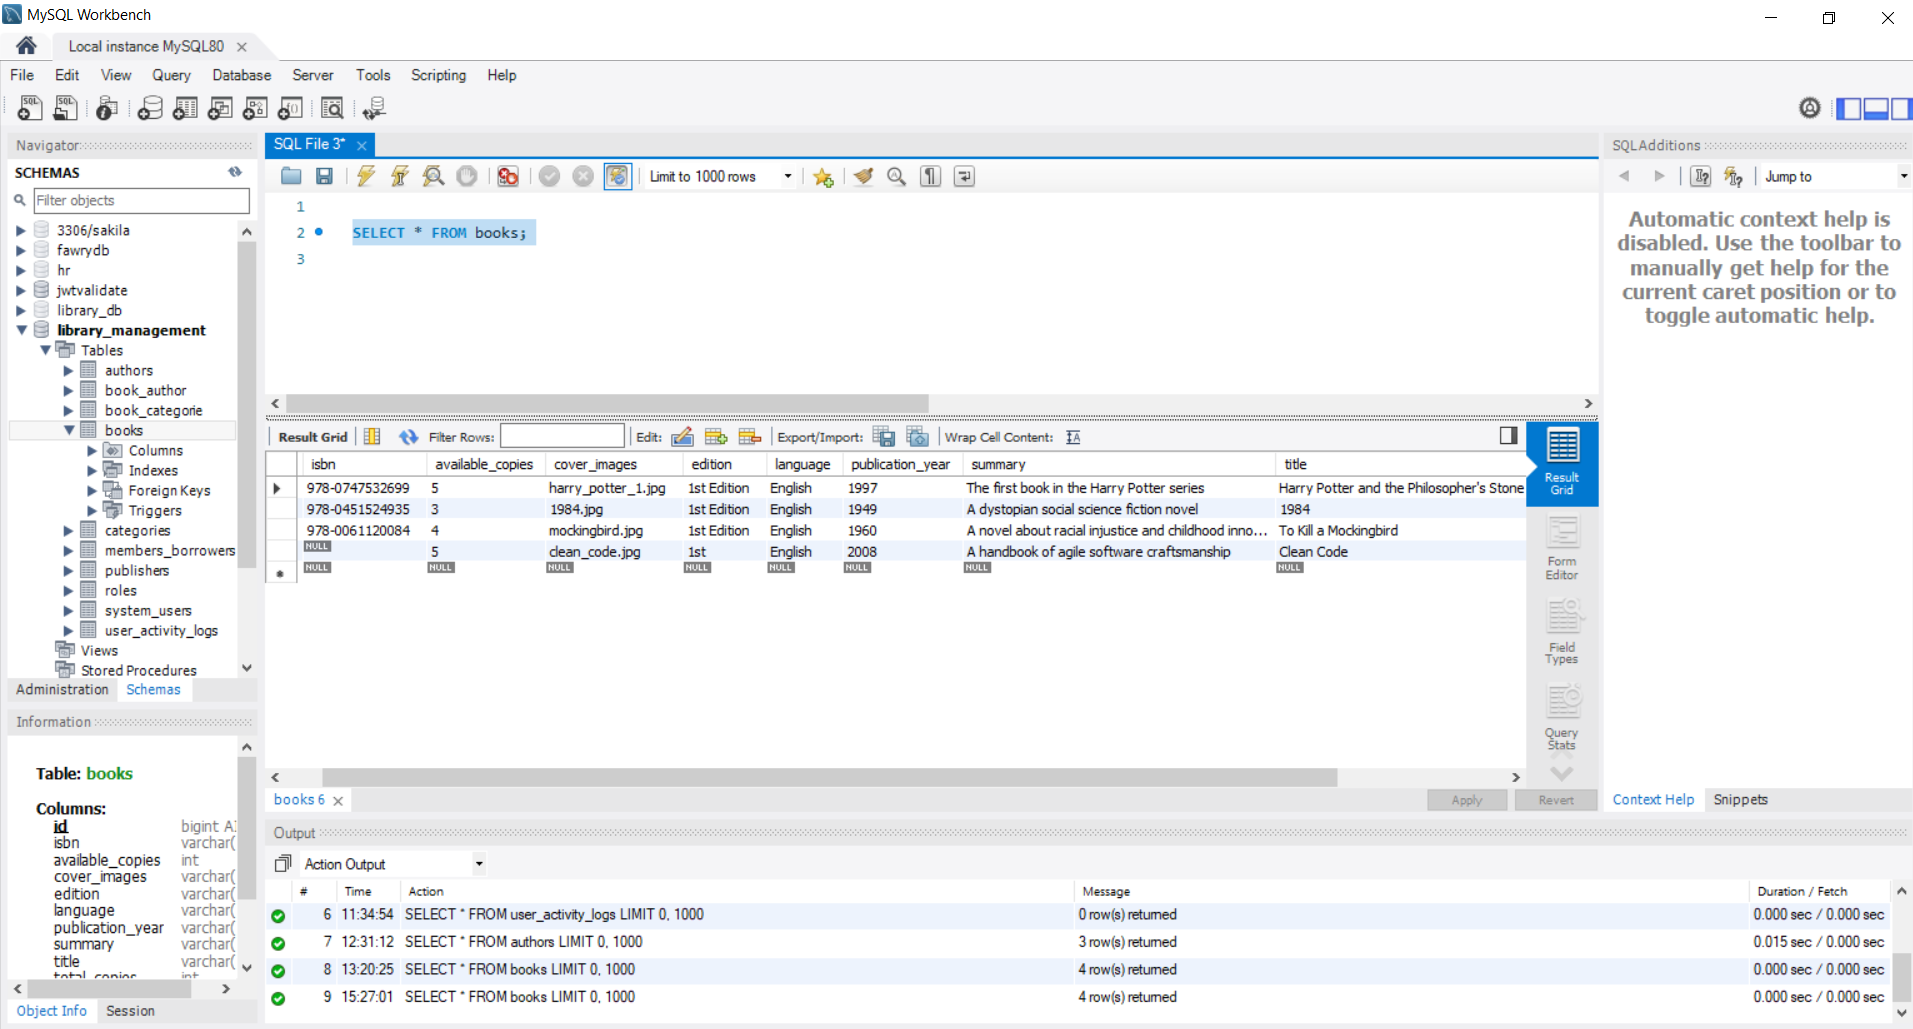 MySQL Workbench
Local instance MySQL80
File Edit View Query Database Server Tools Scripting Help
Navigator
SCHEMAS
Filter objects
3306/sakila
fawrydb
hr
jwtvalidate
library_db
library_management
Tables
authors
book_author
book_categorie
books
Columns
Indexes
Foreign Keys
Triggers
categories
members_borrowers
publishers
roles
system_users
user_activity_logs
Views
Stored Procedures
Administration Schemas
Information
Table: books
Columns:
id bigint AI
isbn varchar(
available_copies int
cover_images varchar(
edition varchar(
language varchar(
publication_year varchar(
summary varchar(
title varchar(
total_copies int
Object Info Session
SQL File 3*
Limit to 1000 rows
1
2 SELECT * FROM books;
3
Result Grid Filter Rows: Edit: Export/Import: Wrap Cell Content:
isbn available_copies cover_images edition language publication_year summary title
978-0747532699 5 harry_potter_1.jpg 1st Edition English 1997 The first book in the Harry Potter series Harry Potter and the Philosopher's Stone
978-0451524935 3 1984.jpg 1st Edition English 1949 A dystopian social science fiction novel 1984
978-0061120084 4 mockingbird.jpg 1st Edition English 1960 A novel about racial injustice and childhood inno... To Kill a Mockingbird
NULL 5 clean_code.jpg 1st English 2008 A handbook of agile software craftsmanship Clean Code
NULL NULL NULL NULL NULL NULL NULL NULL
Result
Grid
Form
Editor
Field
Types
Query
Stats
books 6
Apply Revert
SQLAdditions
Jump to
Automatic context help is
disabled. Use the toolbar to
manually get help for the
current caret position or to
toggle automatic help.
Context Help Snippets
Output
Action Output
# Time Action Message Duration / Fetch
6 11:34:54 SELECT * FROM user_activity_logs LIMIT 0, 1000 0 row(s) returned 0.000 sec / 0.000 sec
7 12:31:12 SELECT * FROM authors LIMIT 0, 1000 3 row(s) returned 0.015 sec / 0.000 sec
8 13:20:25 SELECT * FROM books LIMIT 0, 1000 4 row(s) returned 0.000 sec / 0.000 sec
9 15:27:01 SELECT * FROM books LIMIT 0, 1000 4 row(s) returned 0.000 sec / 0.000 sec